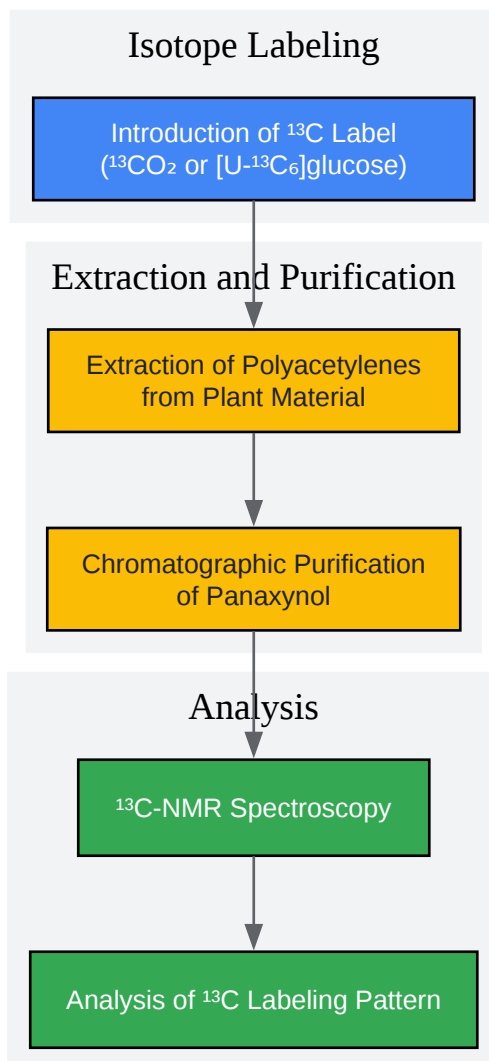 Isotope Labeling
Introduction of ¹³C Label
(¹³CO₂ or [U-¹³C₆]glucose)
Extraction and Purification
Extraction of Polyacetylenes
from Plant Material
Chromatographic Purification
of Panaxynol
Analysis
¹³C-NMR Spectroscopy
Analysis of ¹³C Labeling Pattern